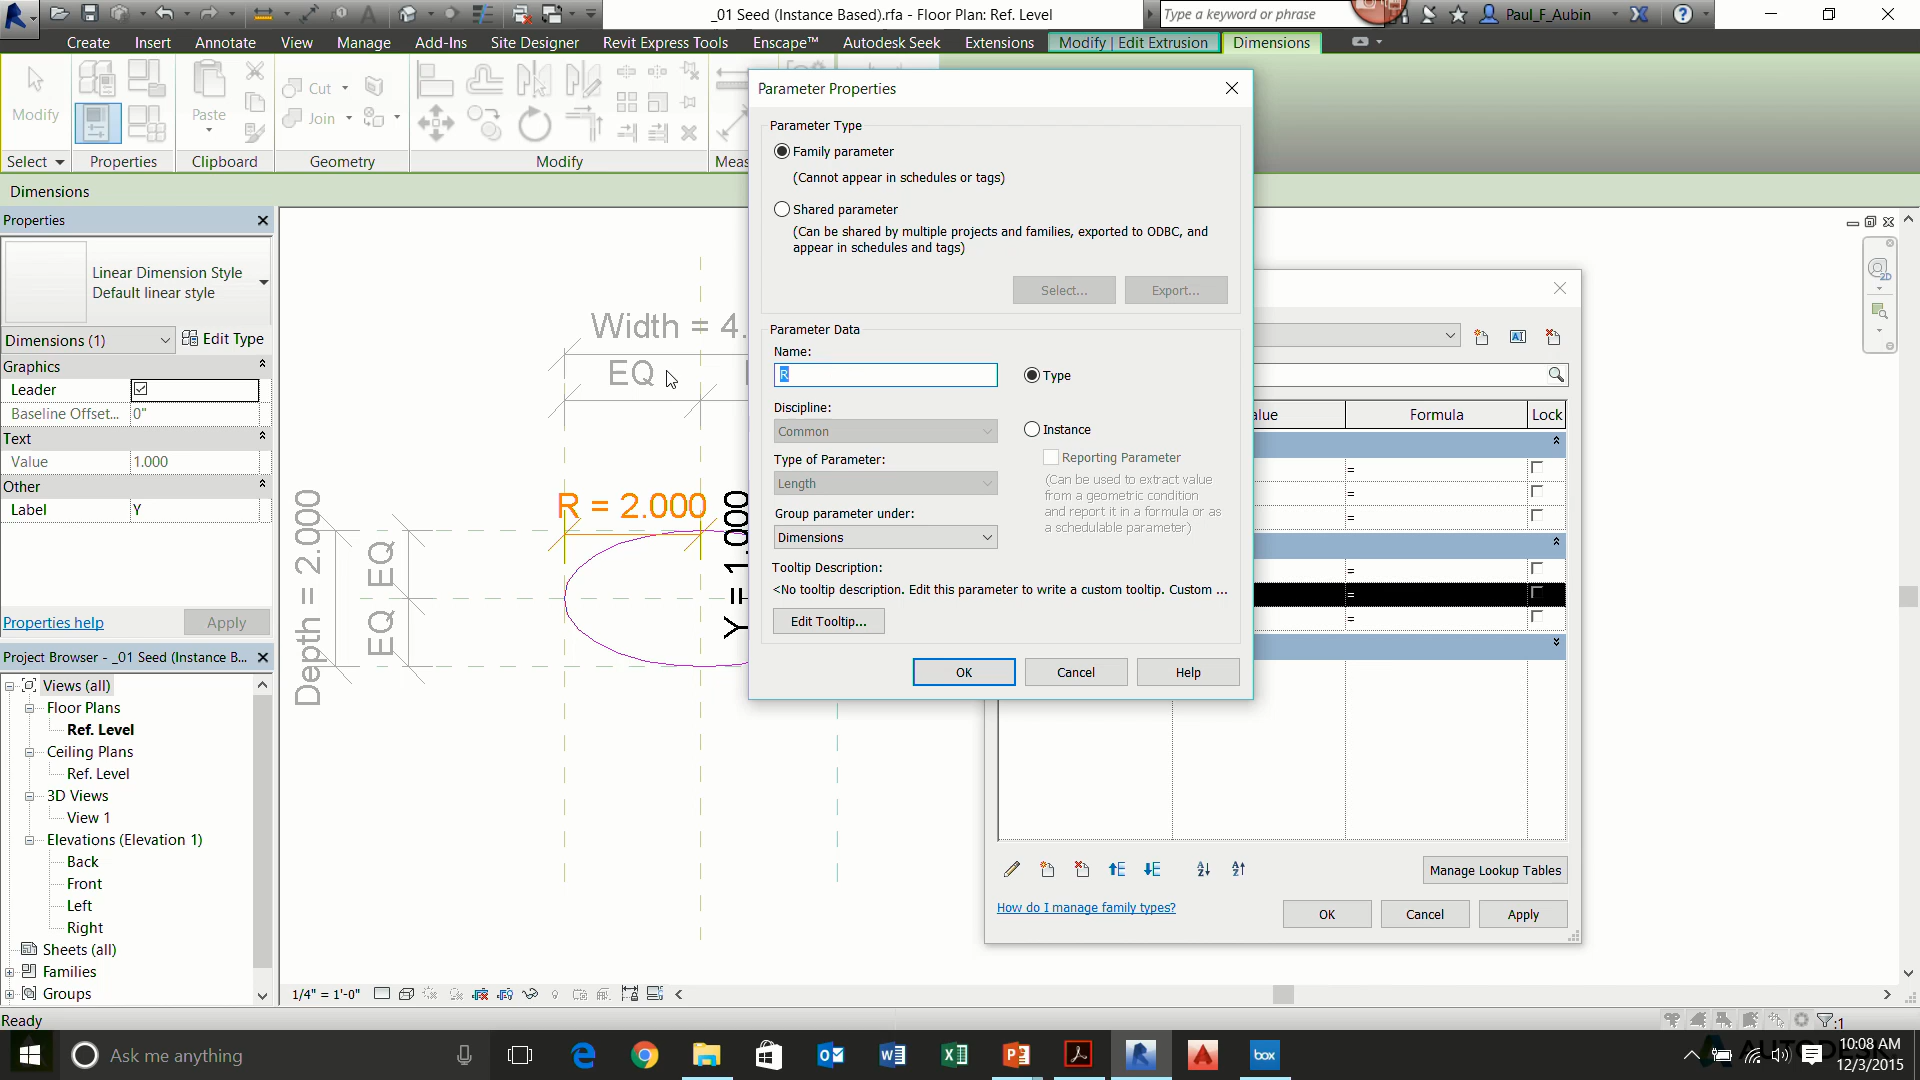 _01 Seed (Instance Based).rfa - Floor Plan: Ref. Level
Type a keyword or phrase
Paul_F_Aubin
Create Insert Annotate View Manage Add-Ins Site Designer Revit Express Tools Enscape™ Autodesk Seek Extensions Modify | Edit Extrusion Dimensions
Modify
Paste
Cut
Join
Select Properties Clipboard Geometry Modify Meas
Dimensions
Properties
Linear Dimension Style
Default linear style
Dimensions (1)
Edit Type
Graphics
Leader
Baseline Offset... 0"
Text
Value 1.000
Other
Label Y
Properties help
Apply
Project Browser - _01 Seed (Instance B...
Views (all)
Floor Plans
Ref. Level
Ceiling Plans
Ref. Level
3D Views
View 1
Elevations (Elevation 1)
Back
Front
Left
Right
Sheets (all)
Families
Groups
Width = 4.
EQ
R = 2.000
Y = 1.000
Depth = 2.000
EQ EQ
Parameter Properties
Parameter Type
Family parameter
(Cannot appear in schedules or tags)
Shared parameter
(Can be shared by multiple projects and families, exported to ODBC, and
appear in schedules and tags)
Select...
Export...
Parameter Data
Name:
R
Type
Discipline:
Common
Instance
Type of Parameter:
Reporting Parameter
Length
(Can be used to extract value
from a geometric condition
and report it in a formula or as
a schedulable parameter)
Group parameter under:
Dimensions
Tooltip Description:
<No tooltip description. Edit this parameter to write a custom tooltip. Custom ...
Edit Tooltip...
OK
Cancel
Help
alue Formula Lock
=
=
=
=
=
=
Manage Lookup Tables
How do I manage family types?
OK
Cancel
Apply
1/4" = 1'-0"
Ready
:1
Ask me anything
box
AUTODESK
10:08 AM
12/3/2015